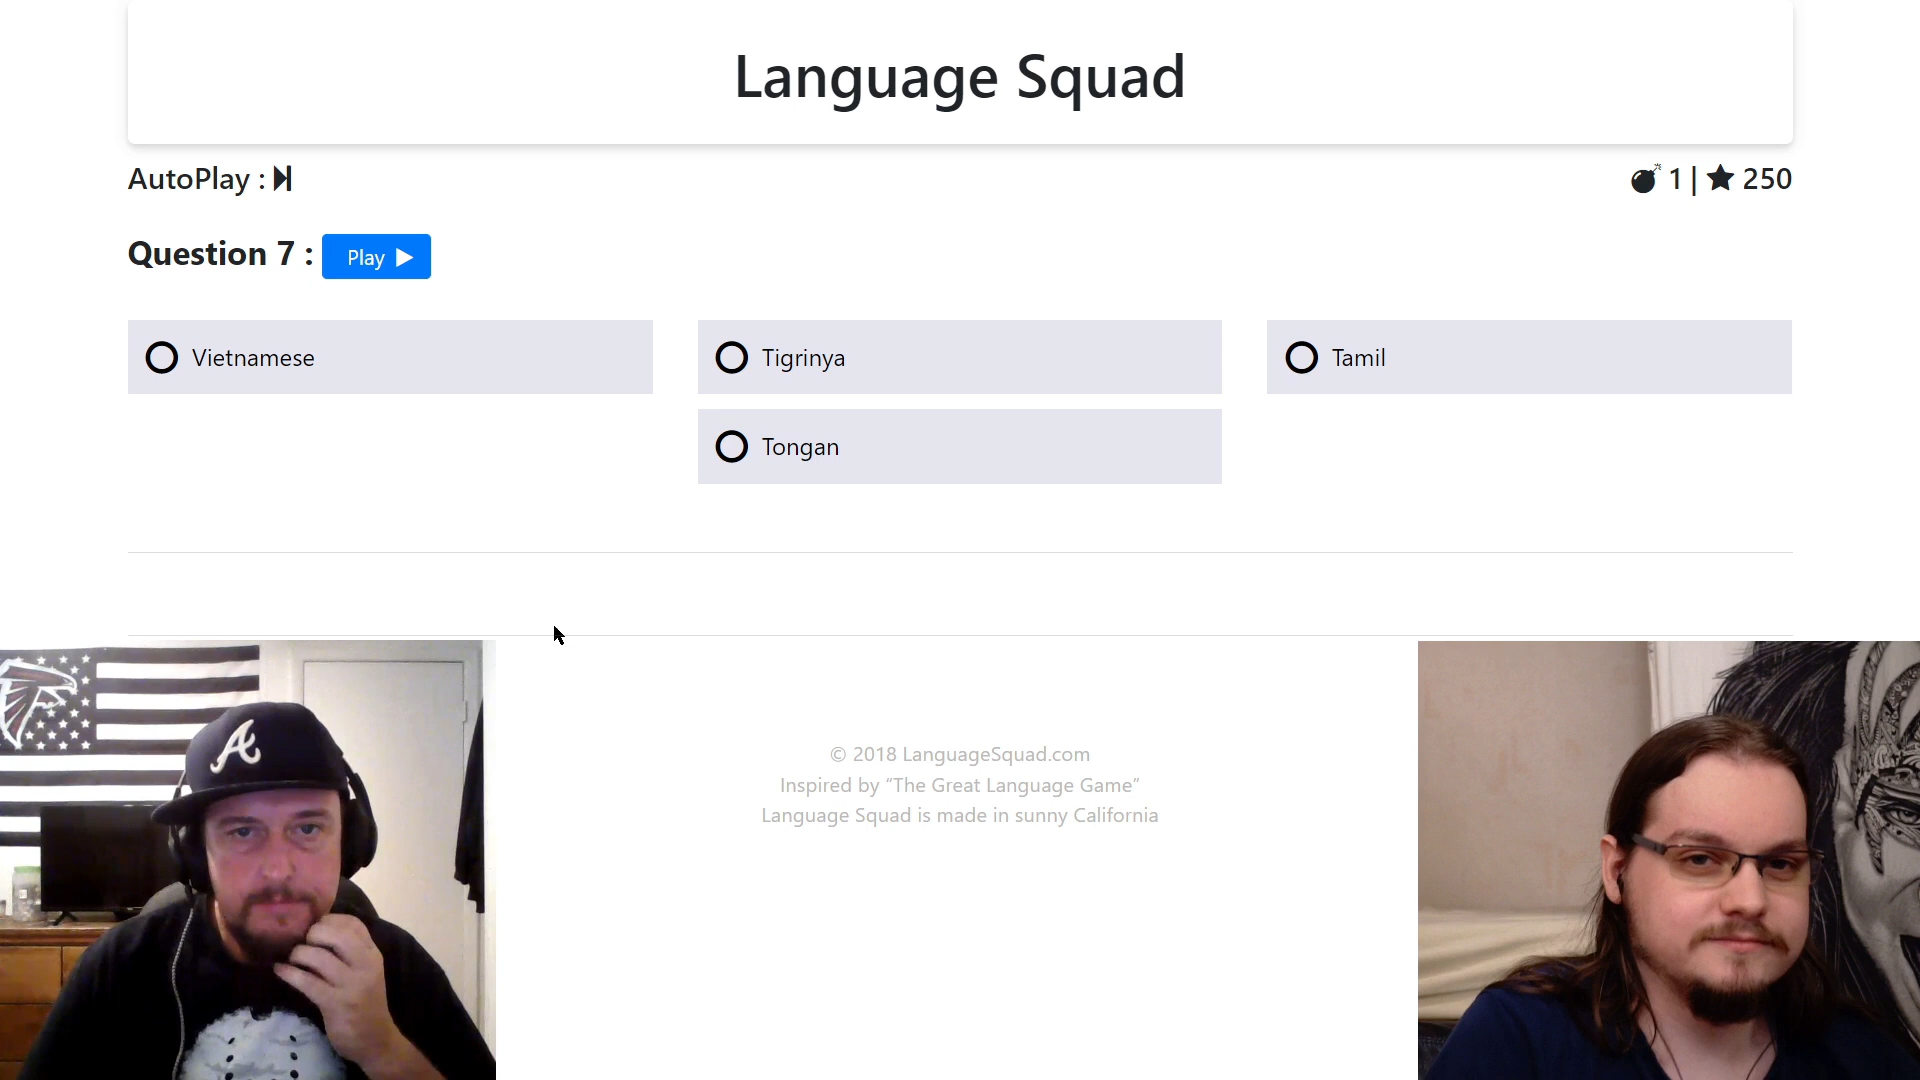 Language Squad
AutoPlay :
1 | 250
Question 7 : Play
Vietnamese
Tigrinya
Tamil
Tongan
A
© 2018 LanguageSquad.com
Inspired by “The Great Language Game”
Language Squad is made in sunny California